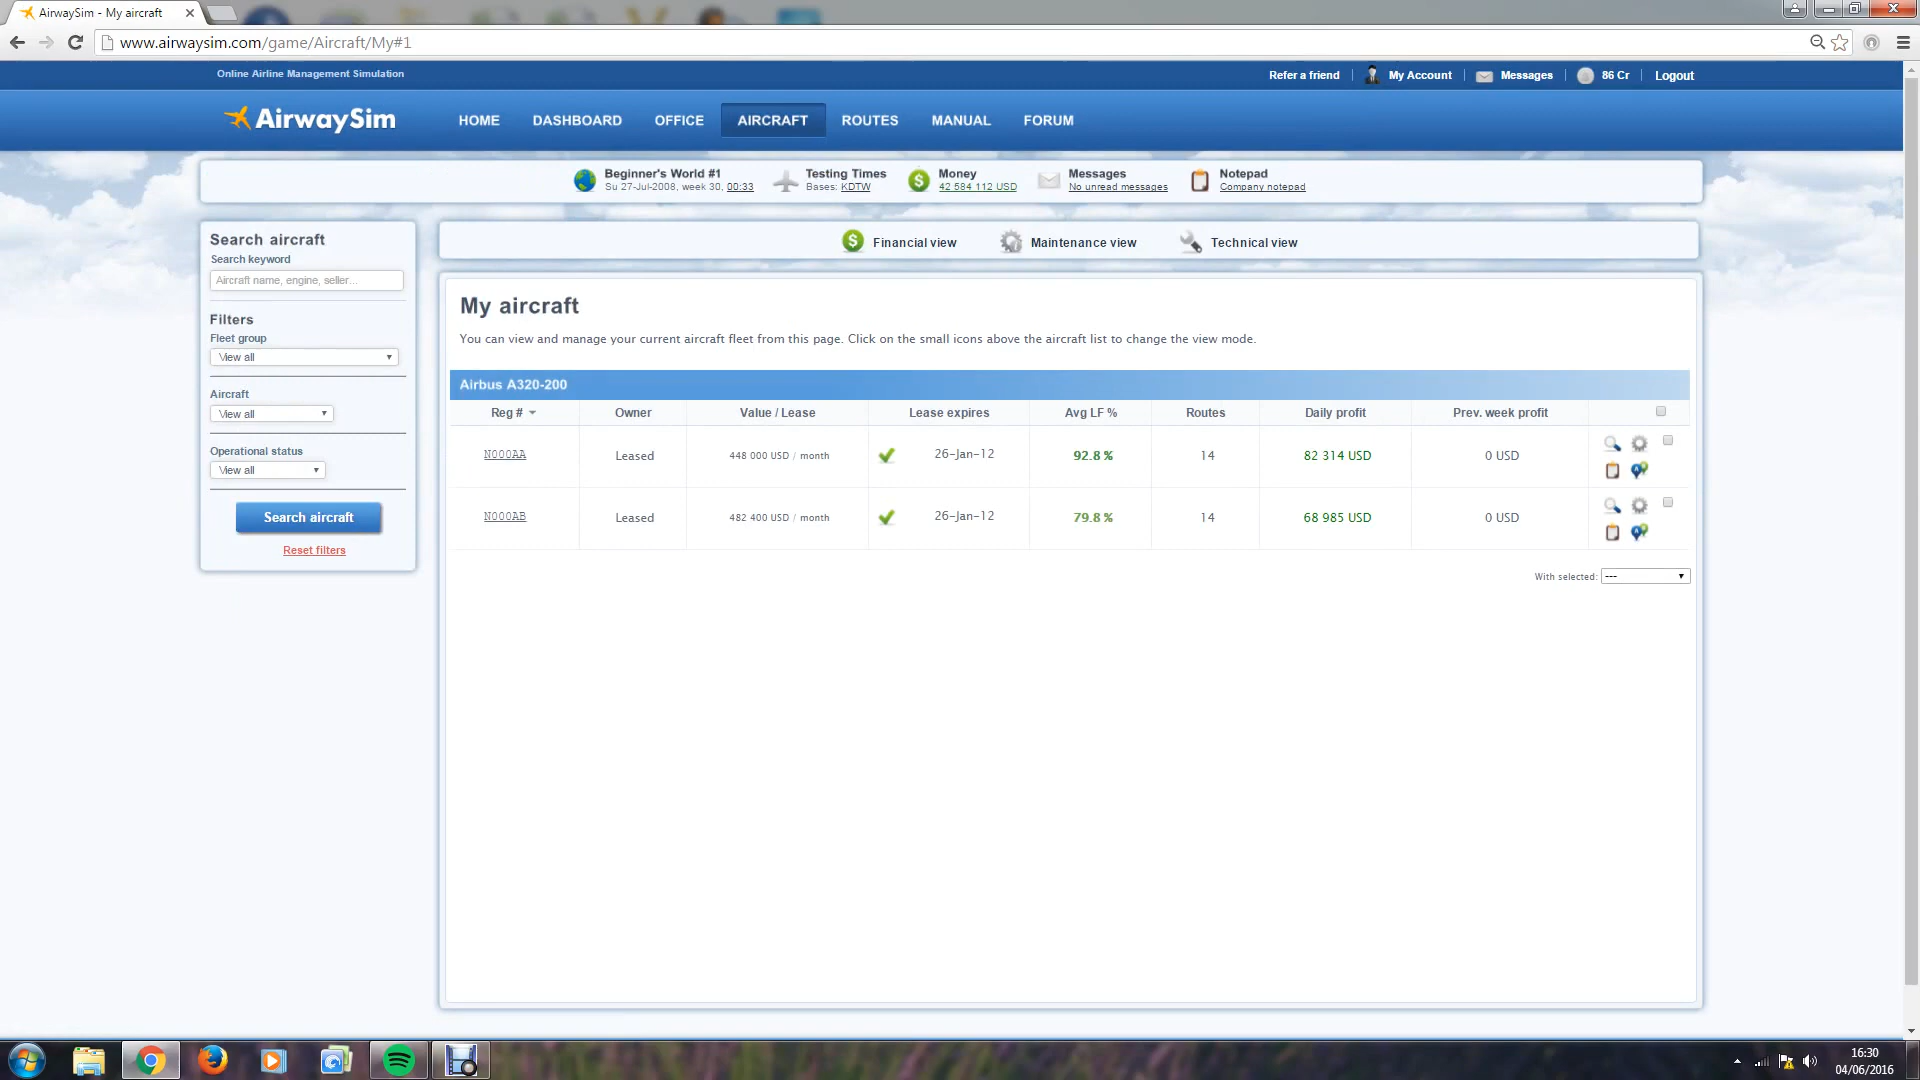 AirwaySim - My aircraft
www.airwaysim.com/game/Aircraft/My#1
Online Airline Management Simulation
Refer a friend
My Account
Messages
86 Cr
Logout
AirwaySim
HOME
DASHBOARD
OFFICE
AIRCRAFT
ROUTES
MANUAL
FORUM
Beginner's World #1
Su 27-Jul-2008, week 30, 00:33
Testing Times
Bases: KDTW
Money
42 584 112 USD
Messages
No unread messages
Notepad
Company notepad
Search aircraft
Search keyword
Aircraft name, engine, seller...
Filters
Fleet group
View all
Aircraft
View all
Operational status
View all
Search aircraft
Reset filters
Financial view
Maintenance view
Technical view
My aircraft
You can view and manage your current aircraft fleet from this page. Click on the small icons above the aircraft list to change the view mode.
Airbus A320-200
Reg # Owner Value / Lease Lease expires Avg LF % Routes Daily profit Prev. week profit
N000AA Leased 448 000 USD / month 26-Jan-12 92.8 % 14 82 314 USD 0 USD
N000AB Leased 482 400 USD / month 26-Jan-12 79.8 % 14 68 985 USD 0 USD
With selected: ---
16:30
04/06/2016